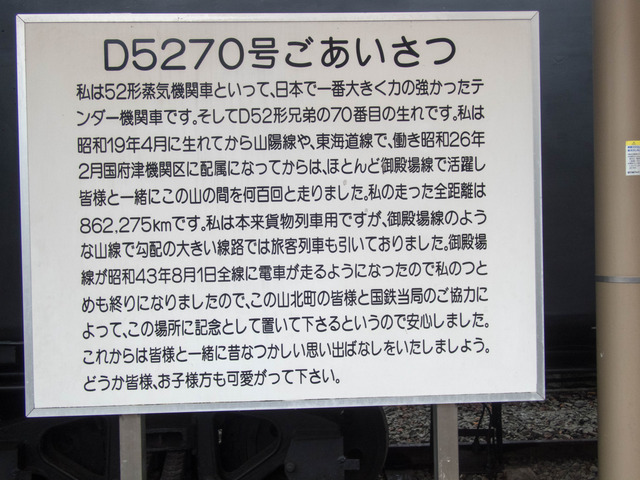 D5270号ごあいさつ
私は52形蒸気機関車といって、日本で一番大きく力の強かったテ
ンダー機関車です。そしてD52形兄弟の70番目の生れです。私は
昭和19年4月に生れてから山陽線や、東海道線で、働き昭和26年
2月国府津機関区に配属になってからは、ほとんど御殿場線で活躍し
皆様と一緒にこの山の間を何百回と走りました。私の走った全距離は
862,275kmです。私は本来貨物列車用ですが、御殿場線のよう
な山線で勾配の大きい線路では旅客列車も引いておりました。御殿場
線が昭和43年8月1日全線に電車が走るようになったので私のつと
めも終りになりましたので、この山北町の皆様と国鉄当局のご協力に
よって、この場所に記念として置いて下さるというので安心しました。
これからは皆様と一緒に昔なつかしい思い出ばなしをいたしましょう。
どうか皆様、お子様方も可愛がって下さい。